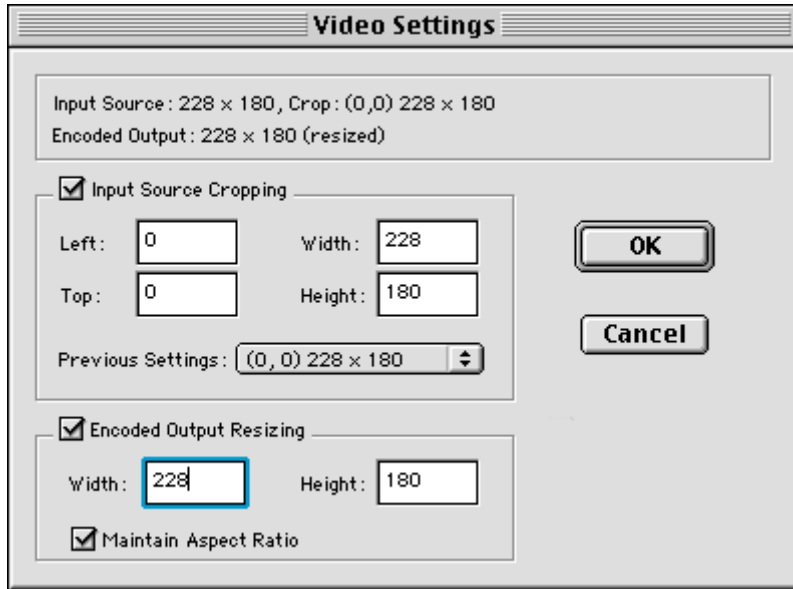 Video Settings
Input Source: 228 × 180, Crop: (0,0) 228 × 180
Encoded Output: 228 × 180 (resized)
Input Source Cropping
Left: 0 Width: 228
Top: 0 Height: 180
Previous Settings: (0, 0) 228 × 180
OK
Cancel
Encoded Output Resizing
Width: 228 Height: 180
Maintain Aspect Ratio